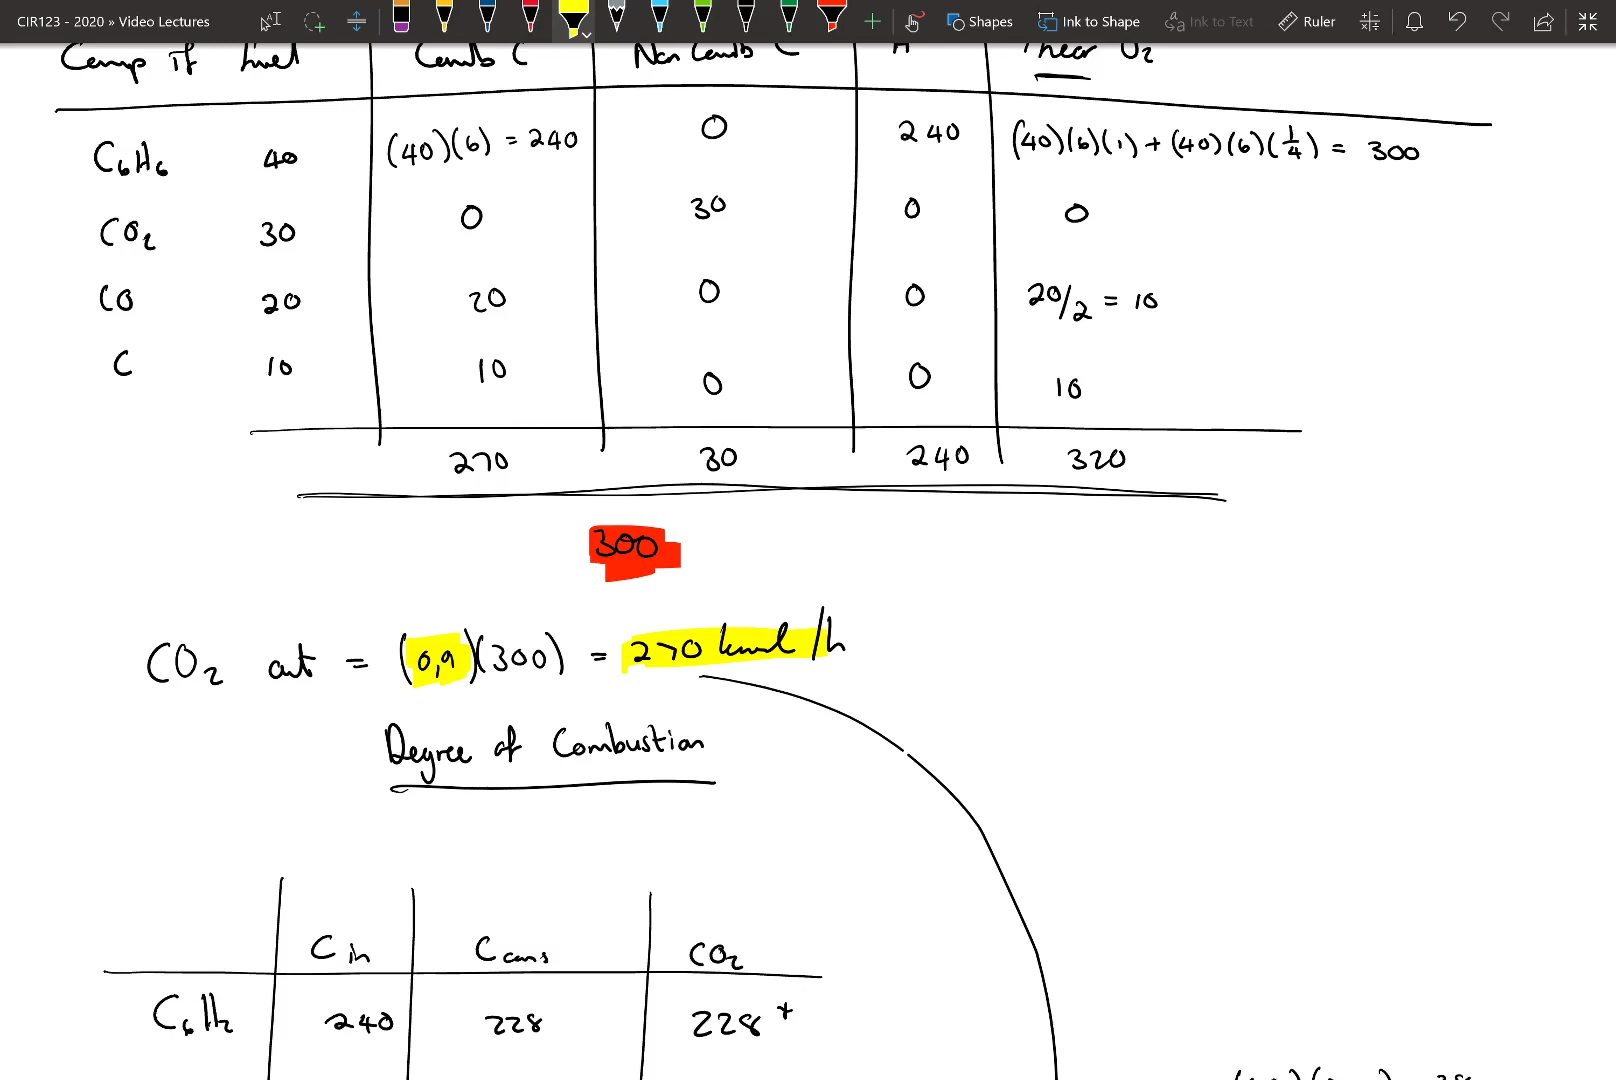 CIR123 - 2020 » Video Lectures Shapes Ink to Shape Ink to Text Ruler
Comp If kmol Comb C Non Comb C H Theor O₂
C₆H₆ 40 (40)(6) = 240 0 240 (40)(6)(1) + (40)(6)(1/4) = 300
CO₂ 30 0 30 0 0
CO 20 20 0 0 20/2 = 10
C 10 10 0 0 10
270 30 240 320
300
CO₂ out = (0,9)(300) = 270 kmol/h
Degree of Combustion
C in C cons CO₂
C₆H₂ 240 228 228 +